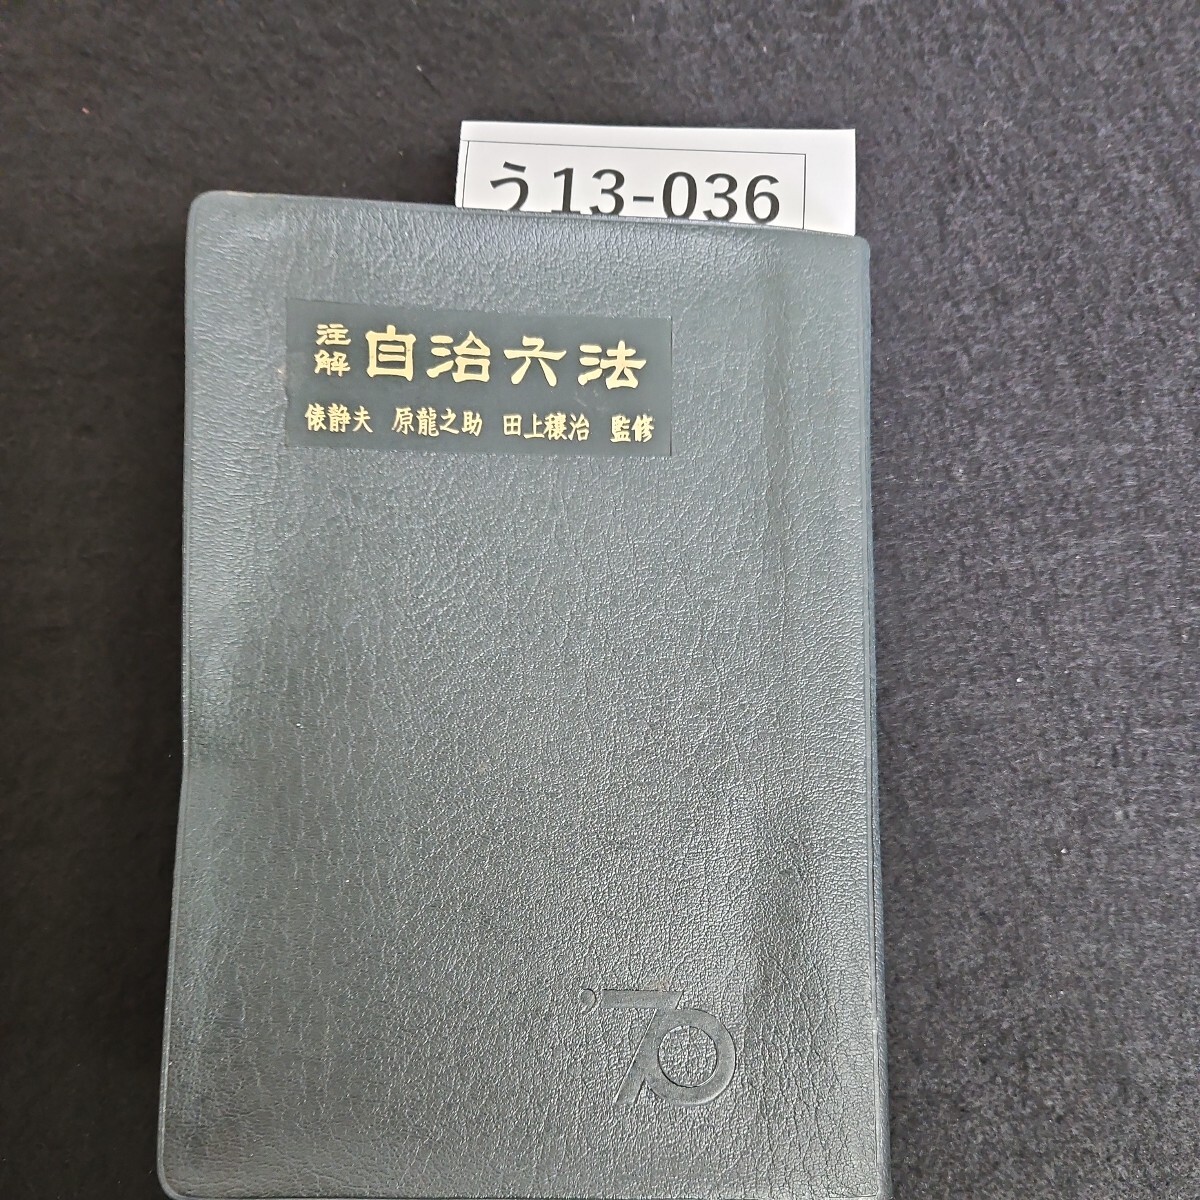 う13-036
注解 自治六法
俵静夫 原龍之助 田上穣治 監修
'70